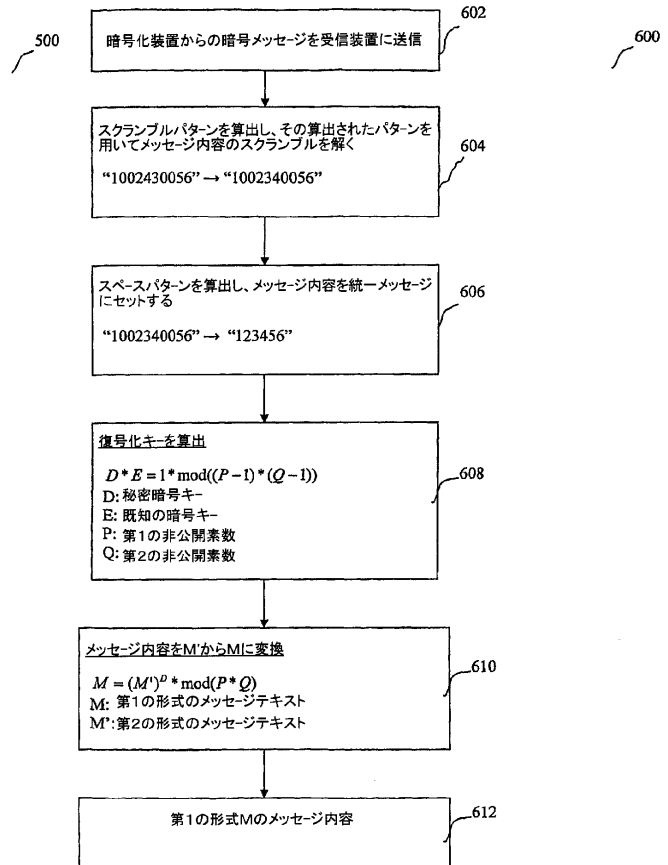 500
600
暗号化装置からの暗号メッセージを受信装置に送信
602
スクランブルパターンを算出し、その算出されたパターンを
用いてメッセージ内容のスクランブルを解く
“1002430056” → “1002340056”
604
スペースパターンを算出し、メッセージ内容を統一メッセージ
にセットする
“1002340056” → “123456”
606
復号化キーを算出
D * E = 1 * mod((P − 1) * (Q − 1))
D: 秘密暗号キー
E: 既知の暗号キー
P: 第1の非公開素数
Q: 第2の非公開素数
608
メッセージ内容をM'からMに変換
M = (M')^D * mod(P * Q)
M: 第1の形式のメッセージテキスト
M': 第2の形式のメッセージテキスト
610
第1の形式Mのメッセージ内容
612